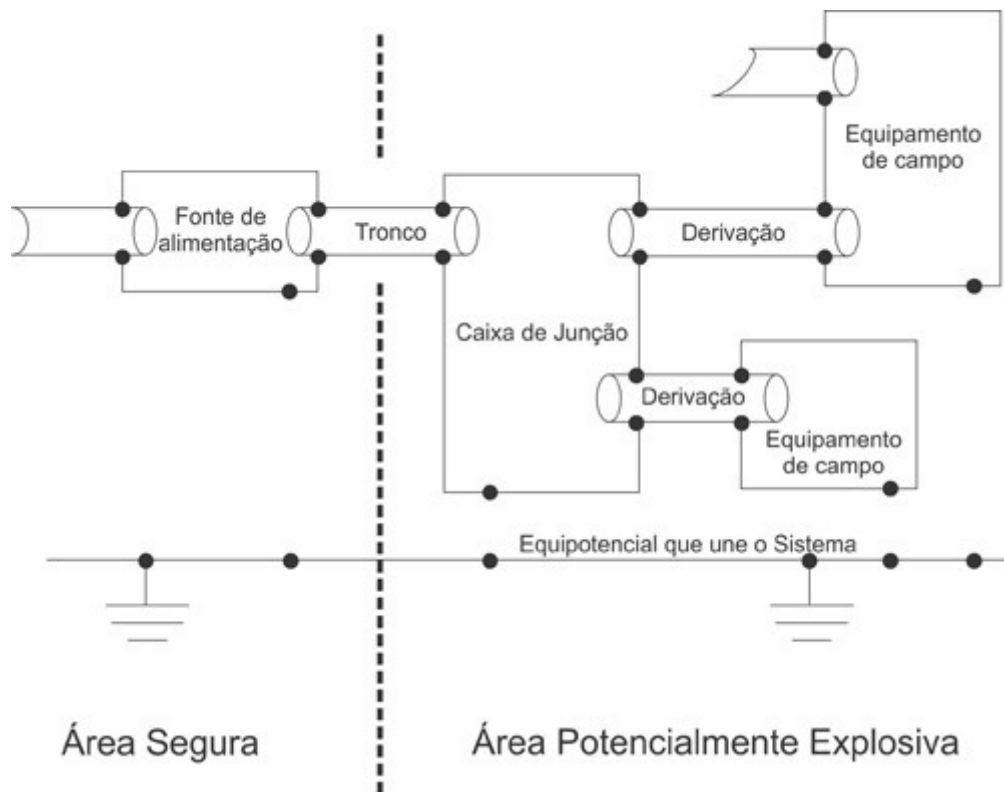 Equipamento
de campo
Fonte de
alimentação
Tronco
Derivação
Caixa de Junção
Derivação
Equipamento
de campo
Equipotencial que une o Sistema
Área Segura
Área Potencialmente Explosiva